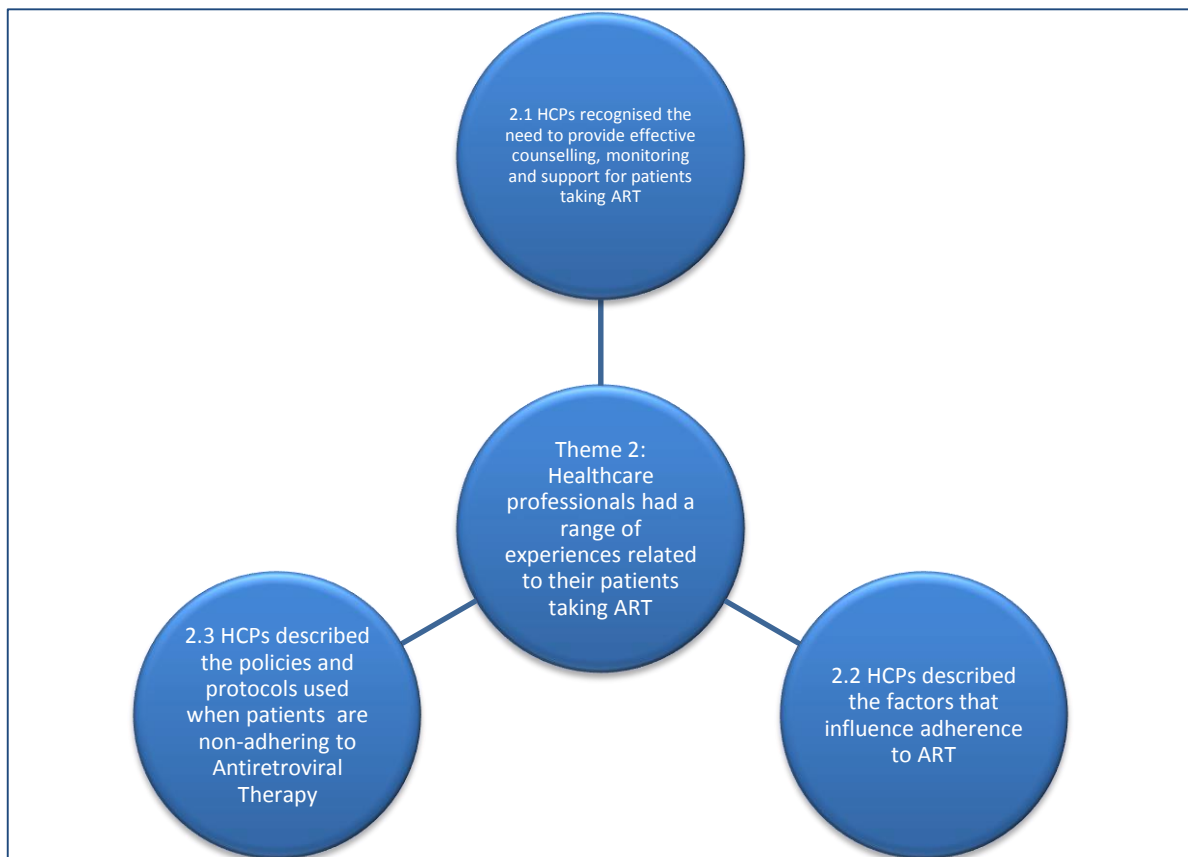 2.1 HCPs recognised the
need to provide effective
counselling, monitoring
and support for patients
taking ART
Theme 2:
Healthcare
professionals had a
range of
experiences related
to their patients
taking ART
2.3 HCPs described
the policies and
protocols used
when patients are
non-adhering to
Antiretroviral
Therapy
2.2 HCPs described
the factors that
influence adherence
to ART